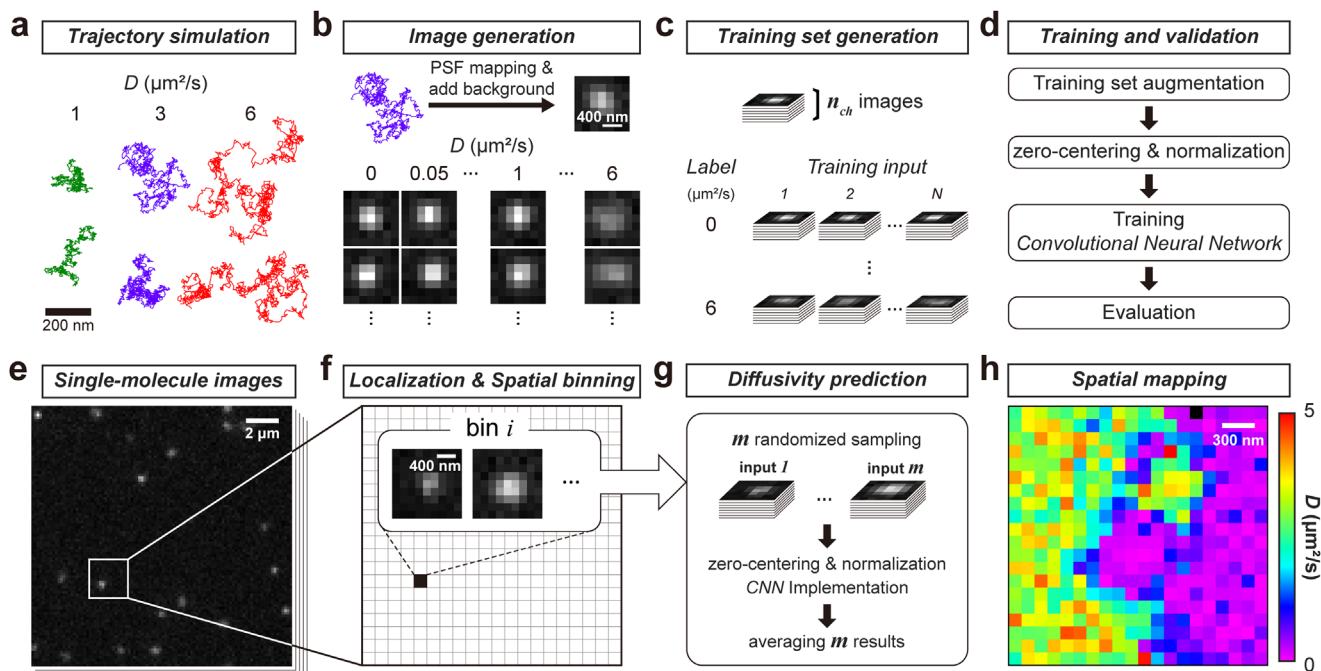 a
Trajectory simulation
D (µm²/s)
1 3 6
200 nm
b
Image generation
PSF mapping &
add background
400 nm
D (µm²/s)
0 0.05 ... 1 ... 6
c
Training set generation
n_ch images
Label
(µm²/s)
Training input
1 2 N
0
...
6
...
d
Training and validation
Training set augmentation
zero-centering & normalization
Training
Convolutional Neural Network
Evaluation
e
Single-molecule images
2 µm
f
Localization & Spatial binning
bin i
400 nm
...
g
Diffusivity prediction
m randomized sampling
input 1 input m
...
zero-centering & normalization
CNN Implementation
averaging m results
h
Spatial mapping
300 nm
5
D (µm²/s)
0